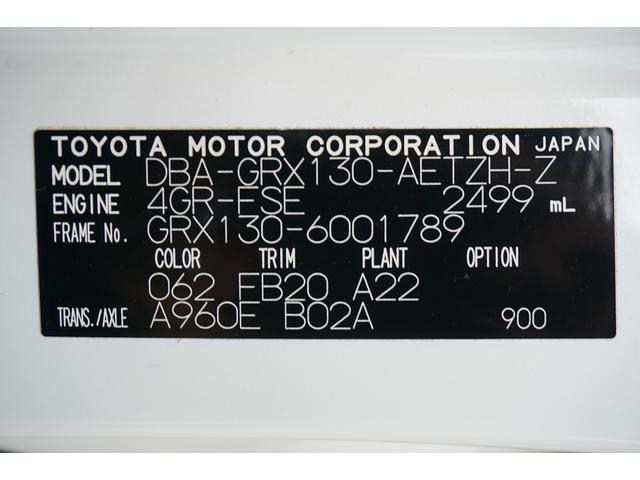 TOYOTA MOTOR CORPORATION JAPAN
MODEL DBA-GRX130-AETZH-Z
ENGINE 4GR-ESE 2499 mL
FRAME No. GRX130-6001789
COLOR TRIM PLANT OPTION
062 FB20 A22
TRANS./AXLE A960E B02A 900